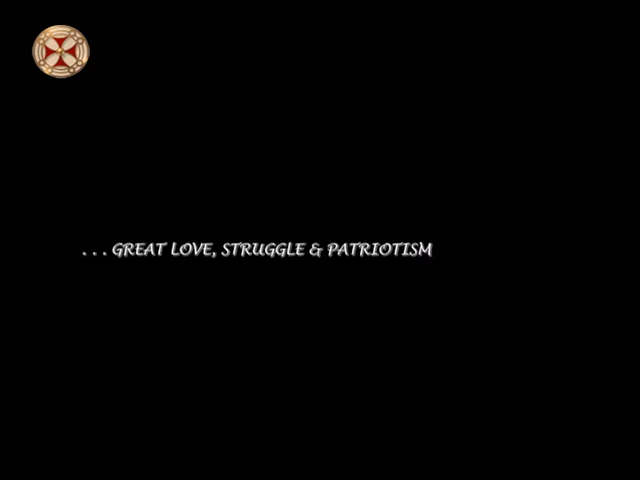 . . . GREAT LOVE, STRUGGLE & PATRIOTISM